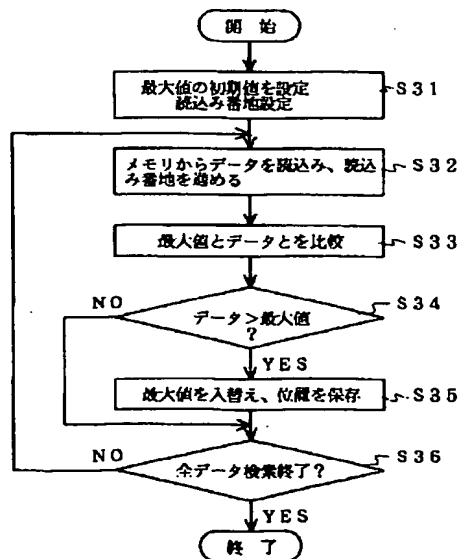 開 始
最大値の初期値を設定
読込み番地設定
S31
メモリからデータを読込み、読込
み番地を進める
S32
最大値とデータとを比較
S33
NO
データ>最大値
?
S34
YES
最大値を入替え、位置を保存
S35
NO
全データ検索終了?
S36
YES
終 了